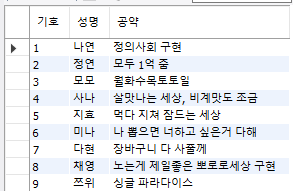 기호 성명 공약
1 나연 정의사회 구현
2 정연 모두 1억 줌
3 모모 월화수목토토일
4 사나 살맛나는 세상, 비계맛도 조금
5 지효 먹다 지쳐 잠드는 세상
6 미나 나 뽑으면 너하고 싶은거 다해
7 다현 장바구니 다 사줄께
8 채영 노는게 제일좋은 뽀로로세상 구현
9 쯔위 싱글 파라다이스